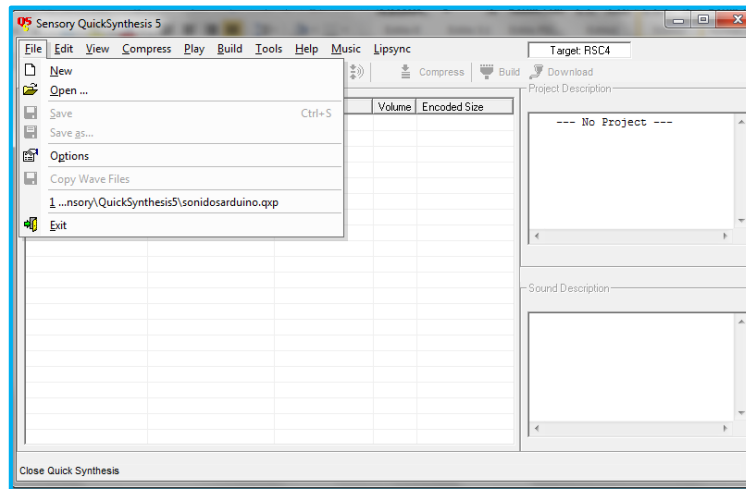 QS Sensory QuickSynthesis 5
File Edit View Compress Play Build Tools Help Music Lipsync
Target: RSC4
New
Open ...
Save Ctrl+S
Save as...
Options
Copy Wave Files
1 ...nsory\QuickSynthesis5\sonidosarduino.qxp
Exit
Compress Build Download
Volume Encoded Size
Project Description
--- No Project ---
Sound Description
Close Quick Synthesis